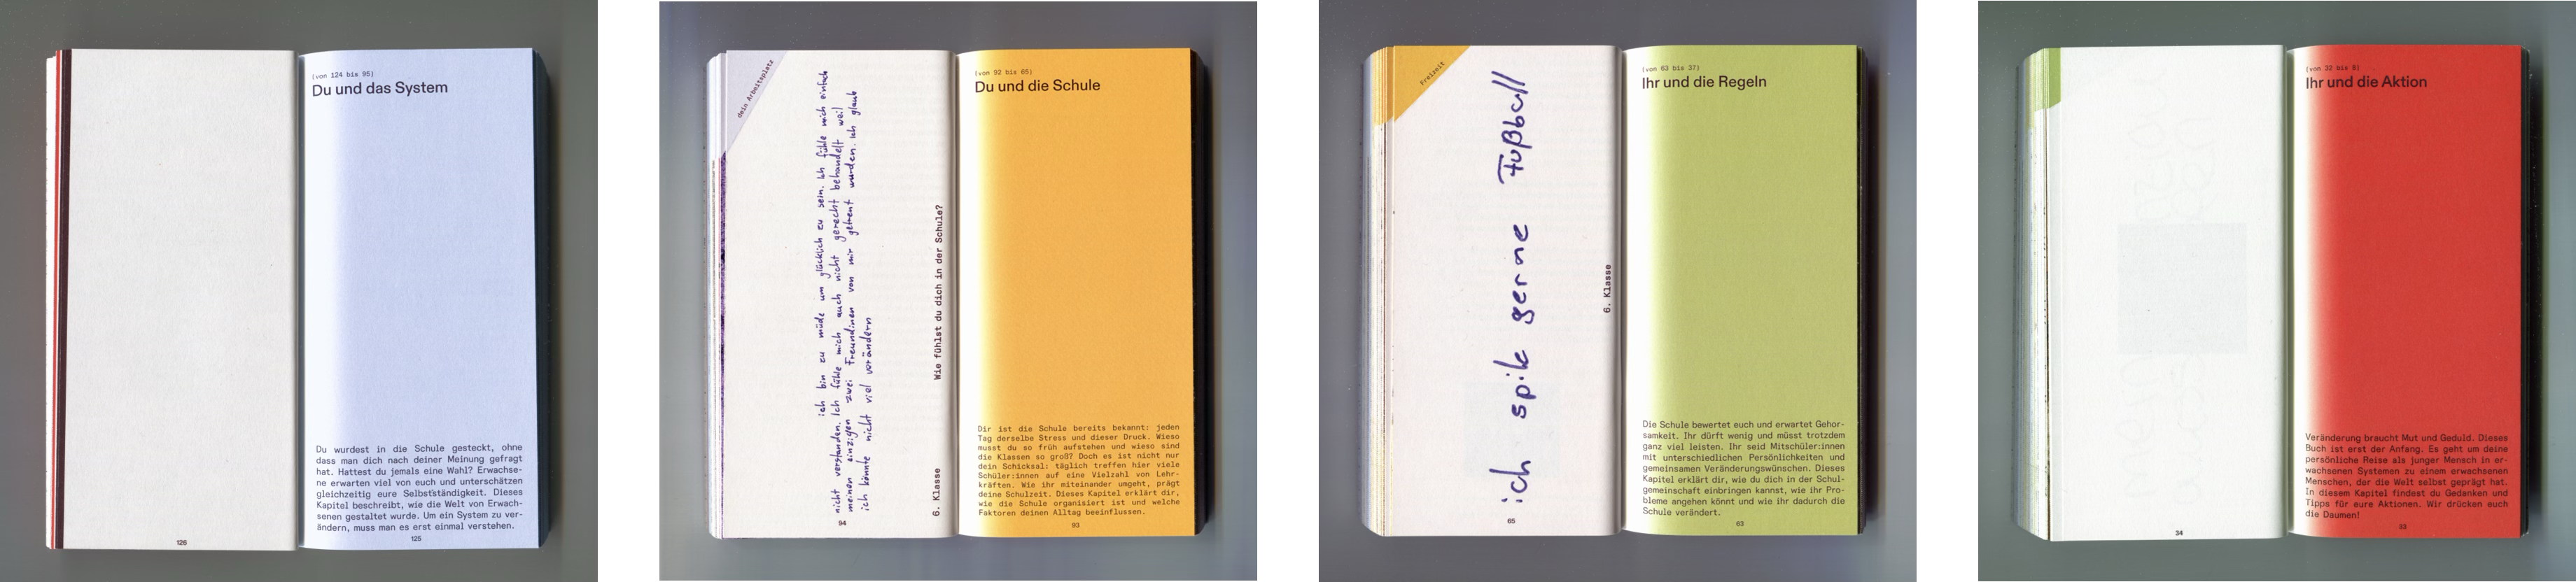 126
(von 124 bis 95)
Du und das System
Du wurdest in die Schule gesteckt, ohne
dass man dich nach deiner Meinung gefragt
hat. Hattest du jemals eine Wahl? Erwachse-
ne erwarten viel von euch und unterschätzen
gleichzeitig eure Selbstständigkeit. Dieses
Kapitel beschreibt, wie die Welt von Erwach-
senen gestaltet wurde. Um ein System zu ver-
ändern, muss man es erst einmal verstehen.
125
dein Arbeitsplatz
ich bin zu müde um glücklich zu sein. Ich fühle mich einfach
nicht verstanden. Ich fühle mich auch nicht gerecht behandelt weil
meinen einzigen zwei Freundinen von mir getrent wurden. Ich glaub
ich könnte nicht viel verändern
6. Klasse
Wie fühlst du dich in der Schule?
94
(von 92 bis 65)
Du und die Schule
Dir ist die Schule bereits bekannt: jeden
Tag derselbe Stress und dieser Druck. Wieso
musst du so früh aufstehen und wieso sind
die Klassen so groß? Doch es ist nicht nur
dein Schicksal: täglich treffen hier viele
Schüler:innen auf eine Vielzahl von Lehr-
kräften. Wie ihr miteinander umgeht, prägt
deine Schulzeit. Dieses Kapitel erklärt dir,
wie die Schule organisiert ist und welche
Faktoren deinen Alltag beeinflussen.
93
Freizeit
ich spile gerne Fußball
6. Klasse
65
(von 63 bis 37)
Ihr und die Regeln
Die Schule bewertet euch und erwartet Gehor-
samkeit. Ihr dürft wenig und müsst trotzdem
ganz viel leisten. Ihr seid Mitschüler:innen
mit unterschiedlichen Persönlichkeiten und
gemeinsamen Veränderungswünschen. Dieses
Kapitel erklärt dir, wie du dich in der Schul-
gemeinschaft einbringen kannst, wie ihr Pro-
bleme angehen könnt und wie ihr dadurch die
Schule verändert.
63
34
(von 32 bis 8)
Ihr und die Aktion
Veränderung braucht Mut und Geduld. Dieses
Buch ist erst der Anfang. Es geht um deine
persönliche Reise als junger Mensch in er-
wachsenen Systemen zu einem erwachsenen
Menschen, der die Welt selbst geprägt hat.
In diesem Kapitel findest du Gedanken und
Tipps für eure Aktionen. Wir drücken euch
die Daumen!
33